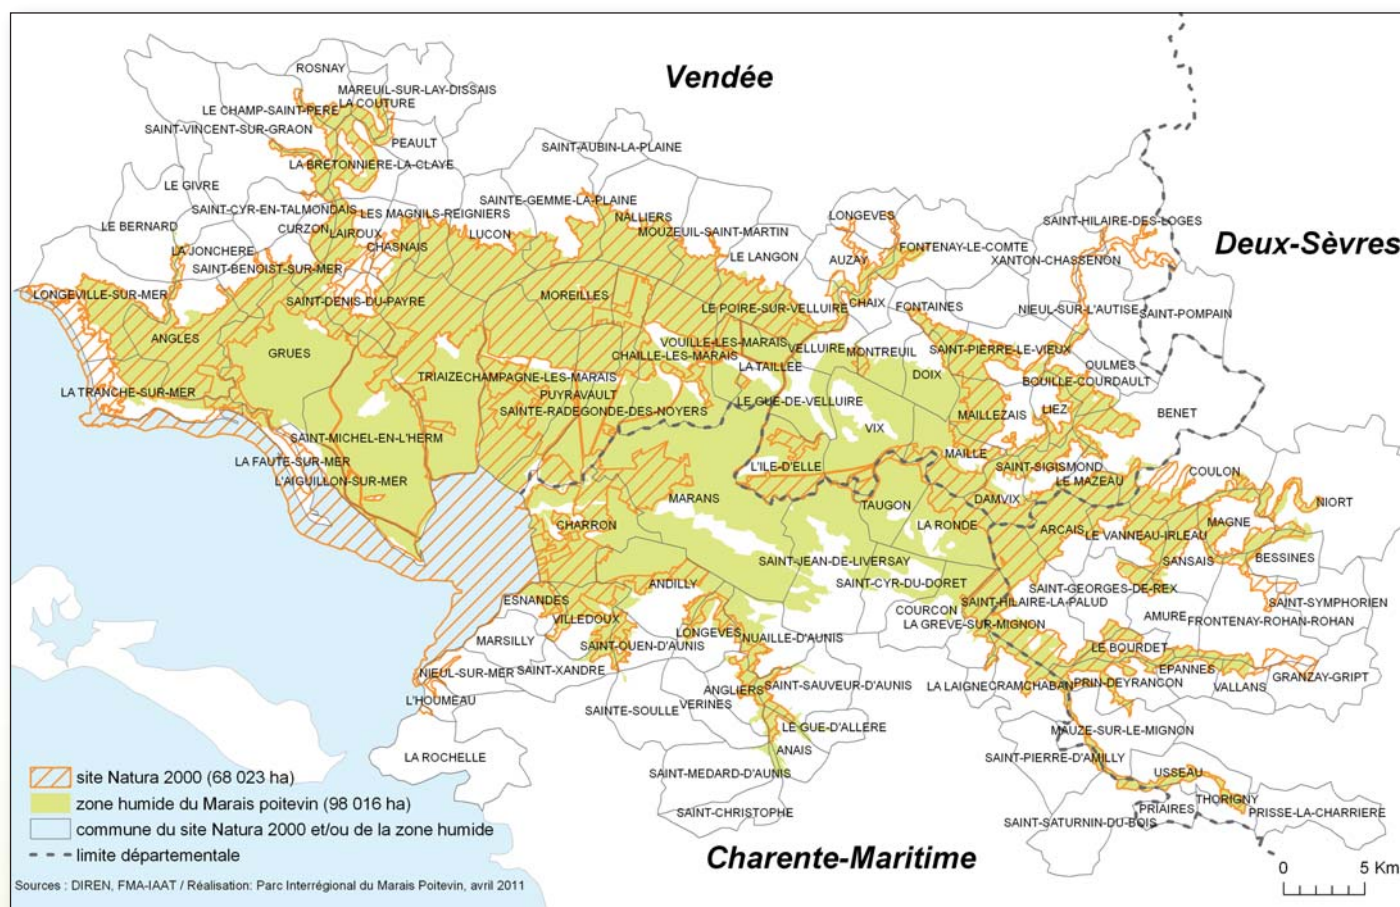 Vendée
ROSNAY
MAREUIL-SUR-LAY-DISSAIS
LA COUTURE
LE CHAMP-SAINT-PERE
SAINT-VINCENT-SUR-GRAON
PEAULT
SAINT-AUBIN-LA-PLAINE
LA BRETONNIERE-LA-CLAYE
LE GIVRE
SAINTE-GEMME-LA-PLAINE
SAINT-CYR-EN-TALMONDAIS
LES MAGNILS-REIGNIERS
NALLIERS
LONGEVES
SAINT-HILAIRE-DES-LOGES
LE BERNARD
CURZON
LAIROUX
LUCON
MOUZEUIL-SAINT-MARTIN
Deux-Sèvres
LA JONCHERE
CHASNAIS
LE LANGON
AUZAY
FONTENAY-LE-COMTE
XANTON-CHASSENON
SAINT-BENOIST-SUR-MER
LONGEVILLE-SUR-MER
SAINT-DENIS-DU-PAYRE
MOREILLES
LE POIRE-SUR-VELLUIRE
CHAIX
FONTAINES
NIEUL-SUR-L'AUTISE
SAINT-POMPAIN
ANGLES
GRUES
VOUILLE-LES-MARAIS
VELLUIRE
MONTREUIL
SAINT-PIERRE-LE-VIEUX
CHAILLE-LES-MARAIS
LA TAILLEE
OULMES
TRIAIZE
CHAMPAGNE-LES-MARAIS
DOIX
BOUILLE-COURDAULT
LA TRANCHE-SUR-MER
PUYRAVAULT
LE GUE-DE-VELLUIRE
SAINTE-RADEGONDE-DES-NOYERS
MAILLEZAIS
LIEZ
BENET
VIX
SAINT-MICHEL-EN-L'HERM
MAILLE
LA FAUTE-SUR-MER
L'ILE-D'ELLE
SAINT-SIGISMOND
COULON
L'AIGUILLON-SUR-MER
LE MAZEAU
MARANS
TAUGON
DAMVIX
NIORT
CHARRON
LA RONDE
ARCAIS
LE VANNEAU-IRLEAU
MAGNE
SANSAIS
BESSINES
SAINT-JEAN-DE-LIVERSAY
ANDILLY
SAINT-CYR-DU-DORET
SAINT-GEORGES-DE-REX
ESNANDES
SAINT-HILAIRE-LA-PALUD
SAINT-SYMPHORIEN
COURCON
VILLEDOUX
LA GREVE-SUR-MIGNON
AMURE
FRONTENAY-ROHAN-ROHAN
MARSILLY
LONGEVES
NUAILLE-D'AUNIS
SAINT-OUEN-D'AUNIS
LE BOURDET
NIEUL-SUR-MER
SAINT-XANDRE
EPANNES
GRANZAY-GRIPT
ANGLIERS
SAINT-SAUVEUR-D'AUNIS
LA LAIGNE
CRAMCHABAN
PRIN-DEYRANCON
VALLANS
L'HOUMEAU
SAINTE-SOULLE
VERINES
LE GUE-D'ALLERE
MAUZE-SUR-LE-MIGNON
ANAIS
LA ROCHELLE
SAINT-PIERRE-D'AMILLY
SAINT-MEDARD-D'AUNIS
USSEAU
THORIGNY
SAINT-CHRISTOPHE
PRIAIRES
PRISSE-LA-CHARRIERE
SAINT-SATURNIN-DU-BOIS
Charente-Maritime
site Natura 2000 (68 023 ha)
zone humide du Marais poitevin (98 016 ha)
commune du site Natura 2000 et/ou de la zone humide
limite départementale
Sources : DIREN, FMA-IAAT / Réalisation: Parc Interrégional du Marais Poitevin, avril 2011
0 5 Km